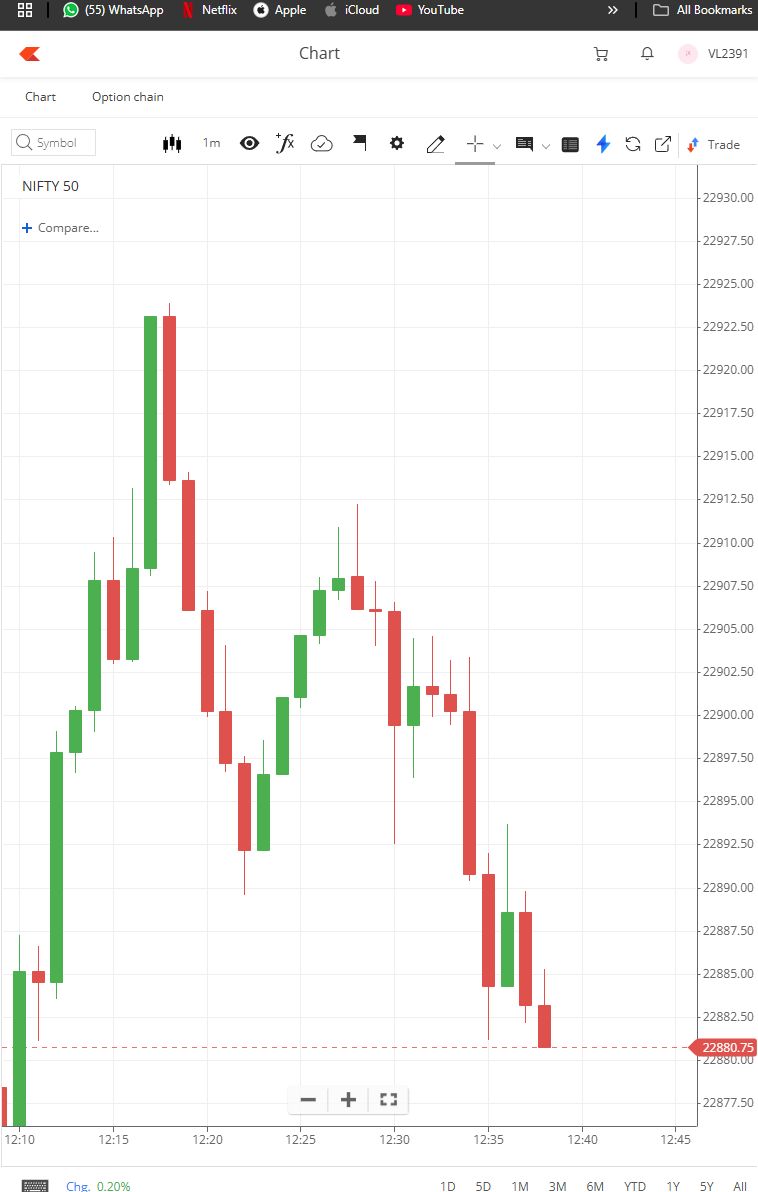 (55) WhatsApp Netflix Apple iCloud YouTube » All Bookmarks
Chart VL2391
Chart Option chain
Symbol 1m Trade
NIFTY 50
+ Compare...
22930.00
22927.50
22925.00
22922.50
22920.00
22917.50
22915.00
22912.50
22910.00
22907.50
22905.00
22902.50
22900.00
22897.50
22895.00
22892.50
22890.00
22887.50
22885.00
22882.50
22880.75
22880.00
22877.50
12:10 12:15 12:20 12:25 12:30 12:35 12:40 12:45
Chg. 0.20% 1D 5D 1M 3M 6M YTD 1Y 5Y All